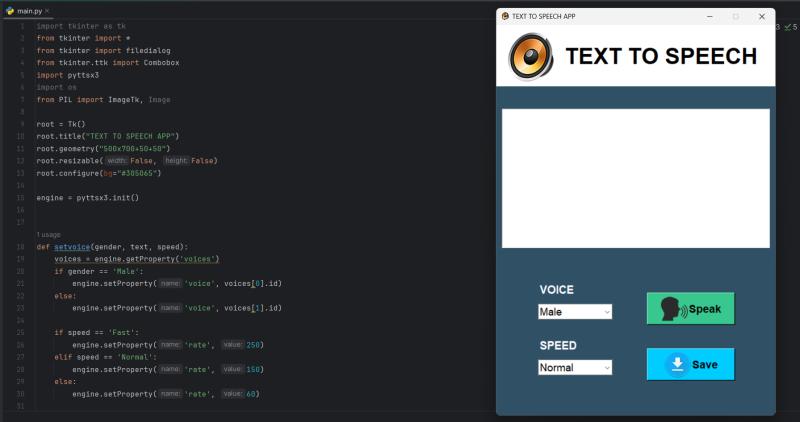 main.py
1 import tkinter as tk
2 from tkinter import *
3 from tkinter import filedialog
4 from tkinter.ttk import Combobox
5 import pyttsx3
6 import os
7 from PIL import ImageTk, Image
8
9 root = Tk()
10 root.title("TEXT TO SPEECH APP")
11 root.geometry("500x700+50+50")
12 root.resizable( width: False, height: False)
13 root.configure(bg="#305065")
14
15 engine = pyttsx3.init()
16
17
1 usage
18 def setvoice(gender, text, speed):
19 voices = engine.getProperty('voices')
20 if gender == 'Male':
21 engine.setProperty( name: 'voice', voices[0].id)
22 else:
23 engine.setProperty( name: 'voice', voices[1].id)
24
25 if speed == 'Fast':
26 engine.setProperty( name: 'rate', value: 250)
27 elif speed == 'Normal':
28 engine.setProperty( name: 'rate', value: 150)
29 else:
30 engine.setProperty( name: 'rate', value: 60)
31
TEXT TO SPEECH APP
TEXT TO SPEECH
VOICE
Male
Speak
SPEED
Normal
Save
3 5